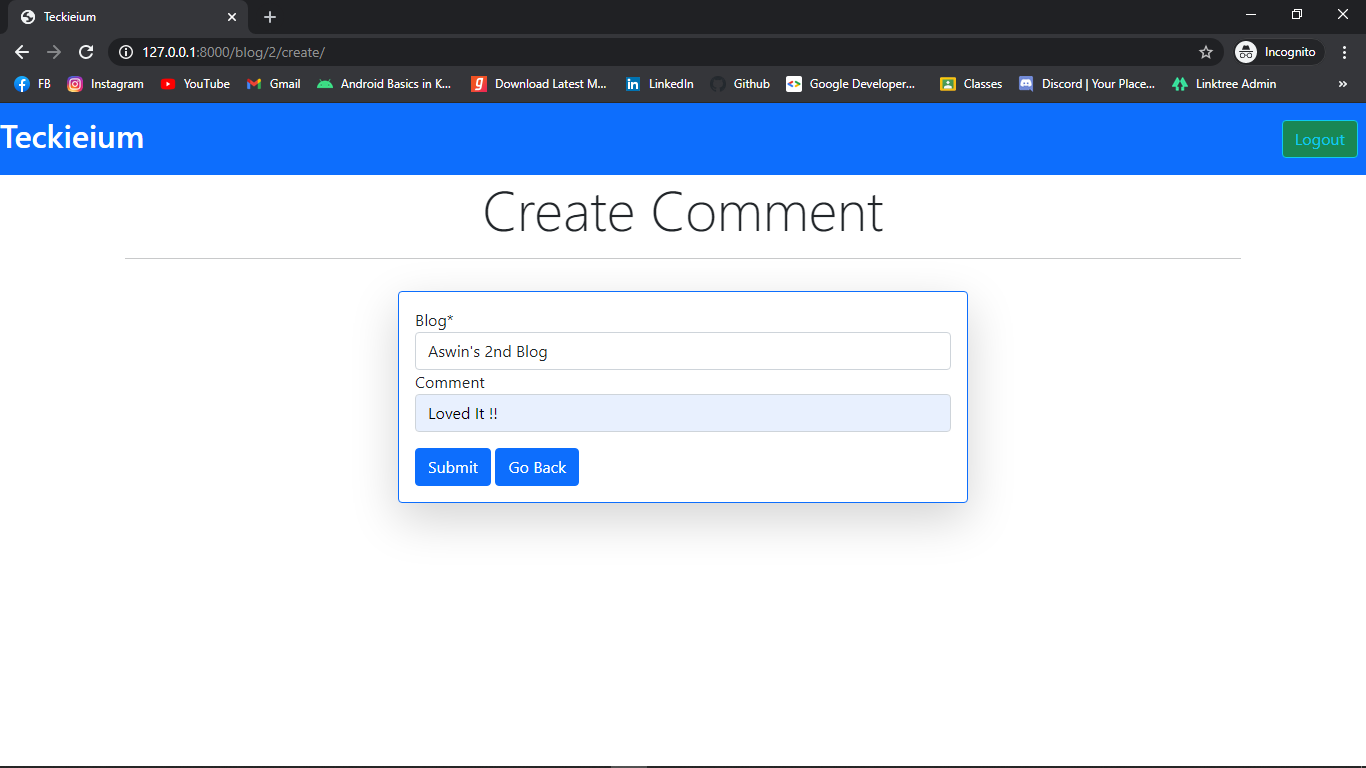 Teckieium
127.0.0.1:8000/blog/2/create/
Incognito
FB Instagram YouTube Gmail Android Basics in K... Download Latest M... LinkedIn Github Google Developer... Classes Discord | Your Place... Linktree Admin »
Teckieium
Logout
Create Comment
Blog*
Aswin's 2nd Blog
Comment
Loved It !!
Submit Go Back